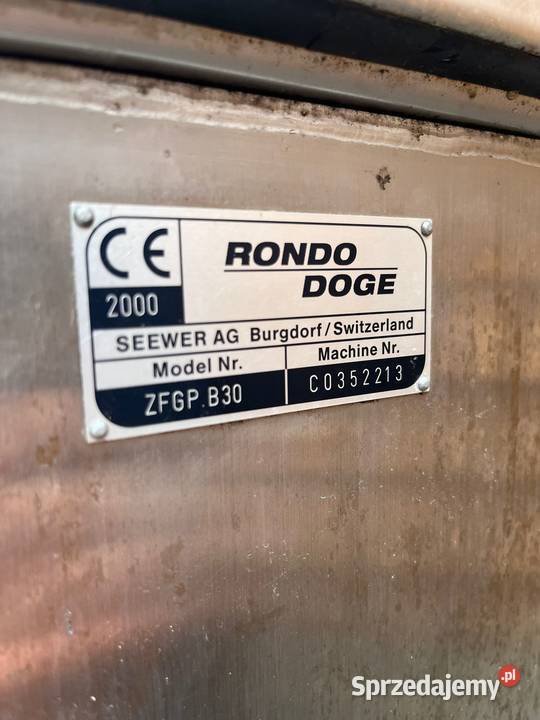 CE
2000
RONDO
DOGE
SEEWER AG Burgdorf/Switzerland
Model Nr.
ZFGP.B30
Machine Nr.
C0352213
Sprzedajemy.pl